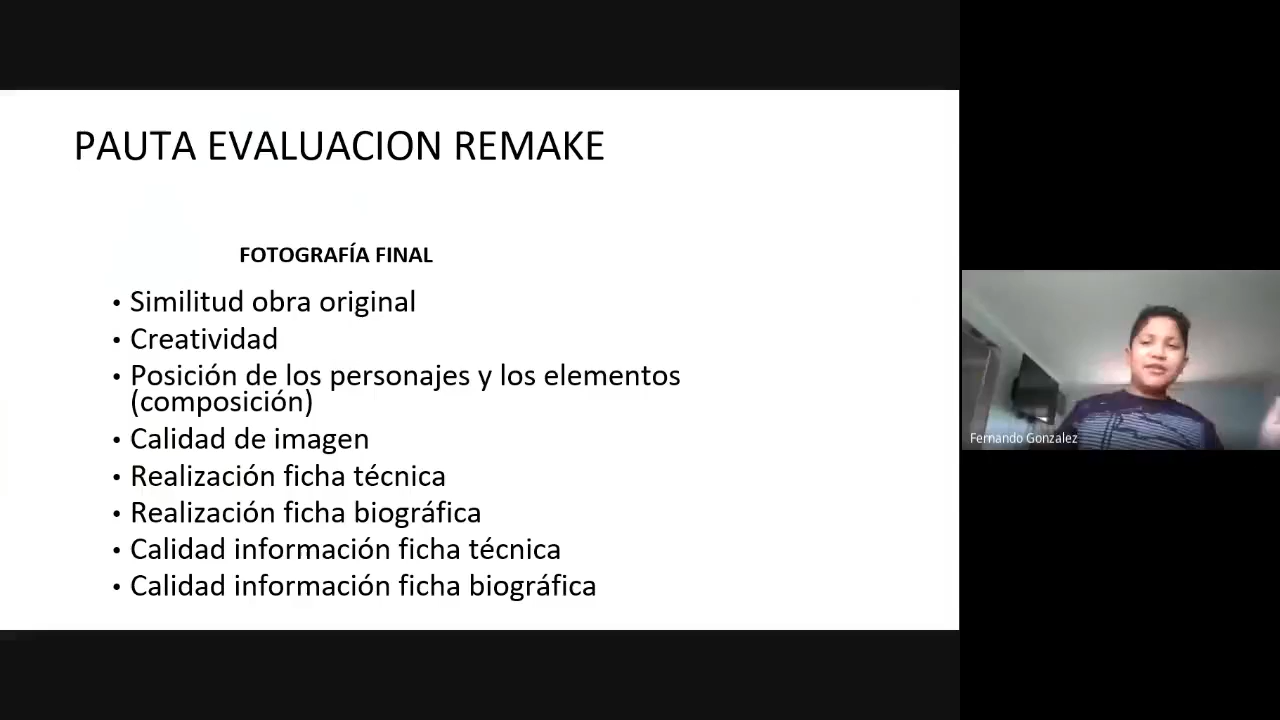 PAUTA EVALUACION REMAKE
FOTOGRAFÍA FINAL
• Similitud obra original
• Creatividad
• Posición de los personajes y los elementos
(composición)
• Calidad de imagen
• Realización ficha técnica
• Realización ficha biográfica
• Calidad información ficha técnica
• Calidad información ficha biográfica
Fernando Gonzalez